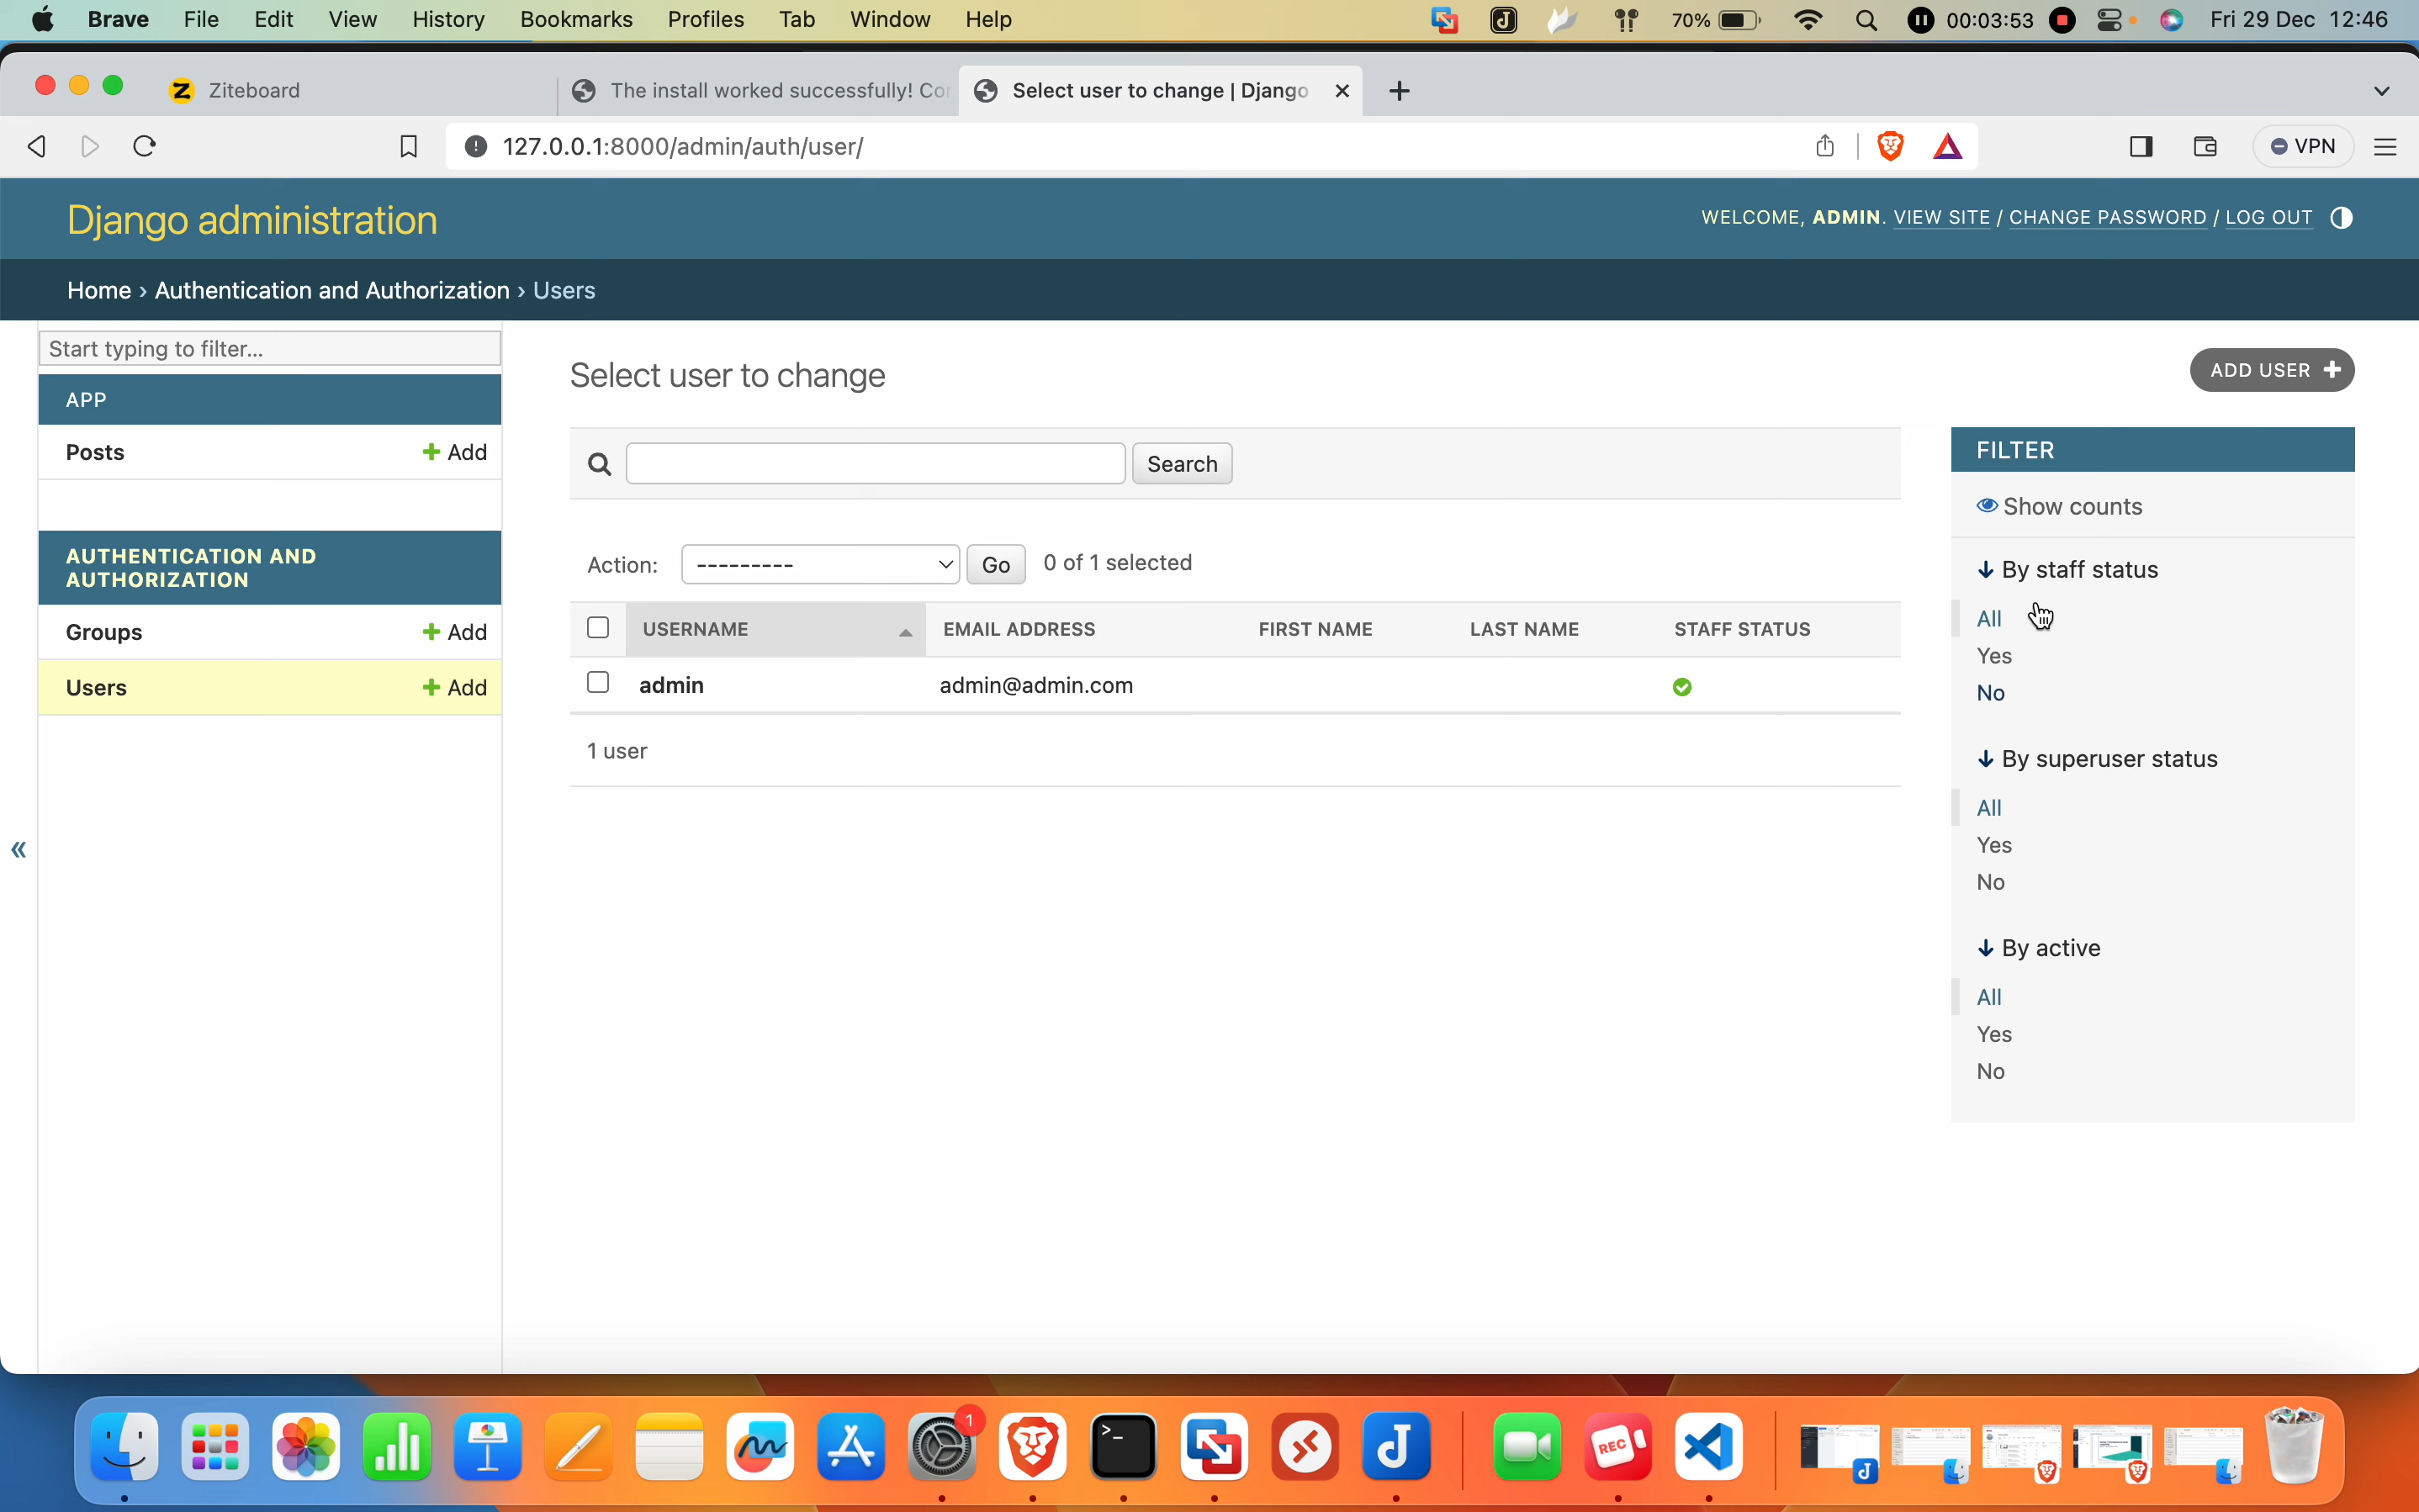 Brave File Edit View History Bookmarks Profiles Tab Window Help 70% 00:03:53 Fri 29 Dec 12:46
Ziteboard The install worked successfully! Cor Select user to change | Django
127.0.0.1:8000/admin/auth/user/ VPN
Django administration
WELCOME, ADMIN. VIEW SITE / CHANGE PASSWORD / LOG OUT
Home › Authentication and Authorization › Users
Start typing to filter...
APP
Posts + Add
AUTHENTICATION AND
AUTHORIZATION
Groups + Add
Users + Add
«
Select user to change
ADD USER +
Search
Action: --------- Go 0 of 1 selected
USERNAME EMAIL ADDRESS FIRST NAME LAST NAME STAFF STATUS
admin admin@admin.com
1 user
FILTER
Show counts
↓ By staff status
All
Yes
No
↓ By superuser status
All
Yes
No
↓ By active
All
Yes
No
1
REC